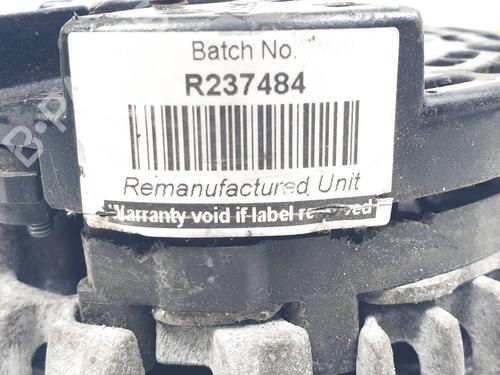 Batch No.
R237484
Remanufactured Unit
Warranty void if label removed